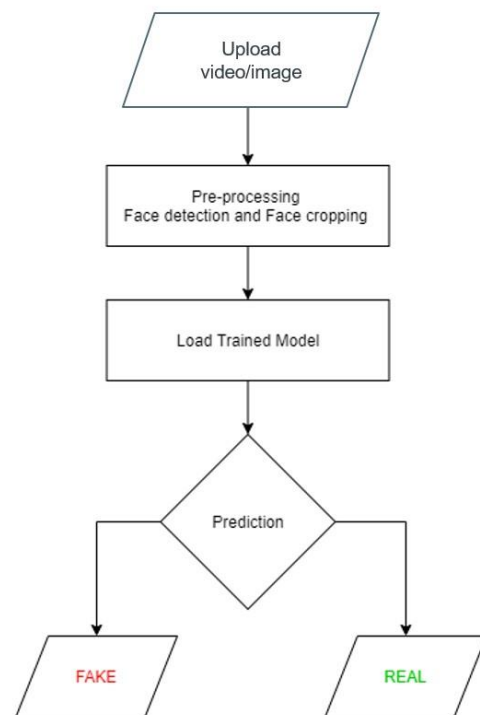 Upload
video/image
Pre-processing
Face detection and Face cropping
Load Trained Model
Prediction
FAKE
REAL